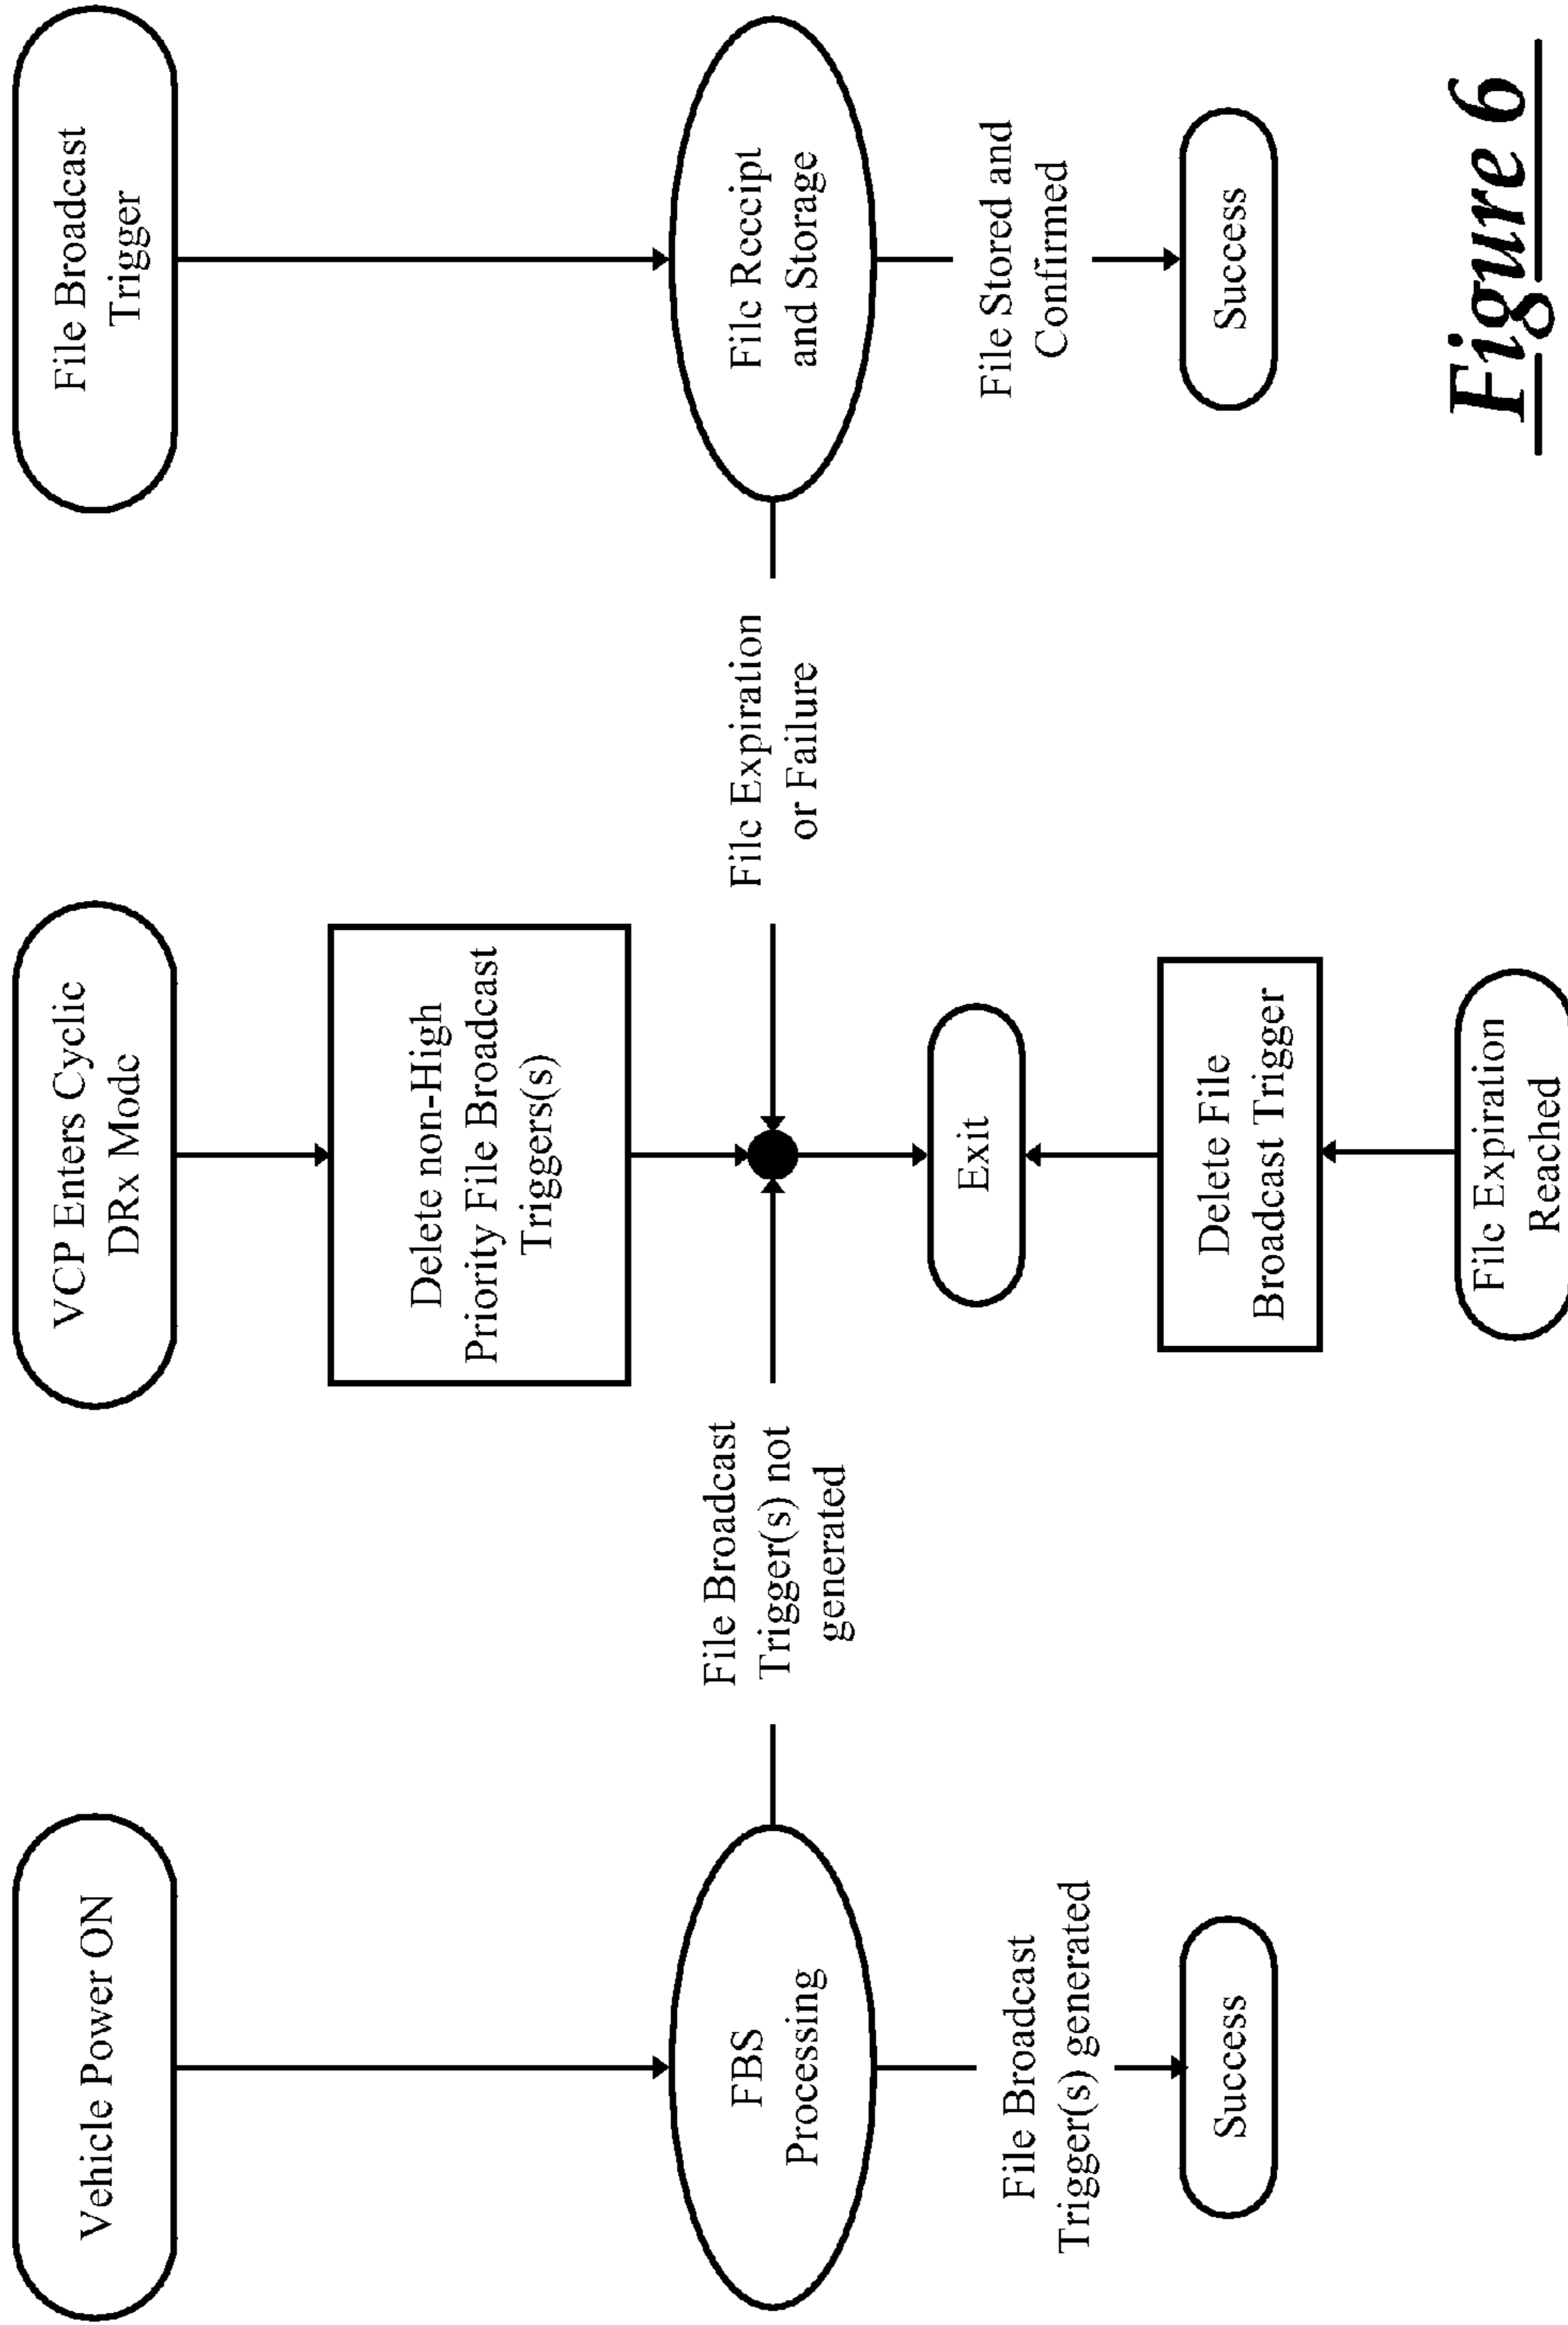 Vehicle Power ON
VCP Enters Cyclic
DRx Mode
File Broadcast
Trigger
Delete non-High
Priority File Broadcast
Triggers(s)
FBS
Processing
File Broadcast
Trigger(s) not
generated
File Expiration
or Failure
File Receipt
and Storage
File Broadcast
Trigger(s) generated
Exit
File Stored and
Confirmed
Success
Delete File
Broadcast Trigger
Success
File Expiration
Reached
Figure 6